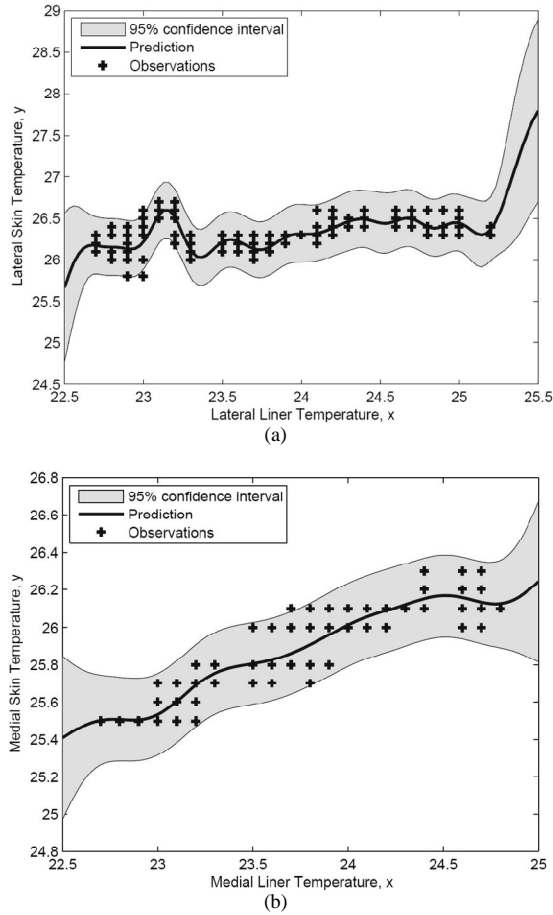 29
28.5
28
27.5
27
26.5
26
25.5
25
24.5
95% confidence interval
Prediction
Observations
Lateral Skin Temperature, y
22.5 23 23.5 24 24.5 25 25.5
Lateral Liner Temperature, x
(a)
26.8
26.4
26.2
26
25.8
25.6
25.4
25.2
25
24.8
95% confidence interval
Prediction
Observations
Medial Skin Temperature, y
22.5 23 23.5 24 24.5 25
Medial Liner Temperature, x
(b)